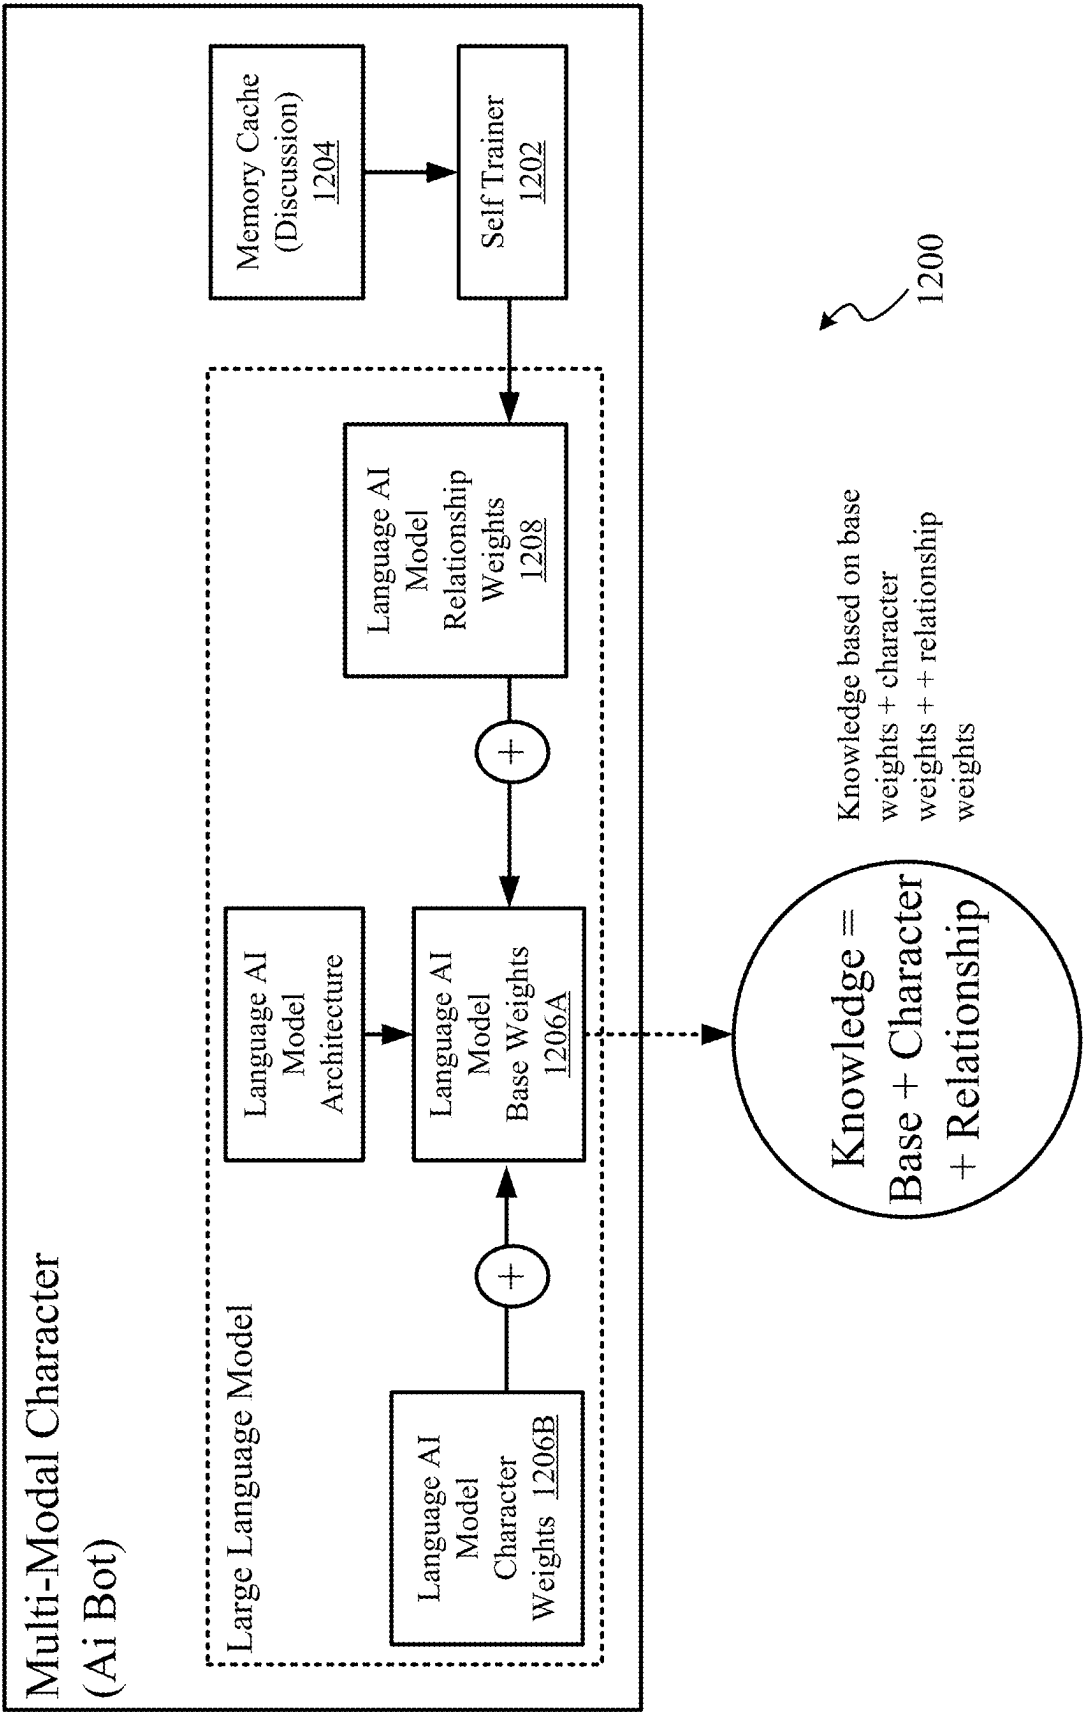 Multi-Modal Character
(Ai Bot)
Large Language Model
Language AI
Model
Character
Weights 1206B
+
Language AI
Model
Architecture
Language AI
Model
Base Weights
1206A
+
Language AI
Model
Relationship
Weights
1208
Memory Cache
(Discussion)
1204
Self Trainer
1202
Knowledge =
Base + Character
+ Relationship
Knowledge based on base
weights + character
weights + + relationship
weights
1200